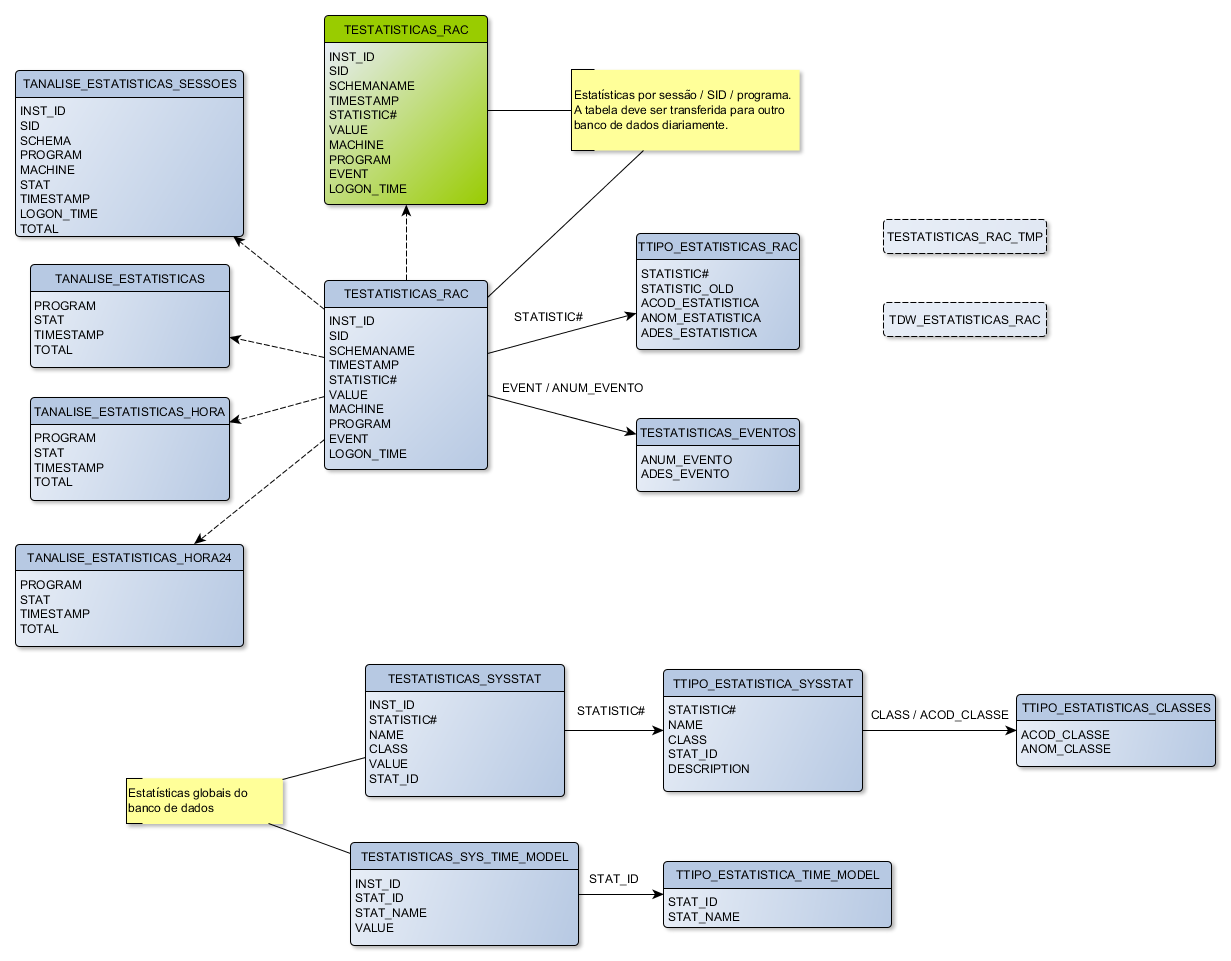 TESTATISTICAS_RAC
INST_ID
SID
SCHEMANAME
TIMESTAMP
STATISTIC#
VALUE
MACHINE
PROGRAM
EVENT
LOGON_TIME
Estatísticas por sessão / SID / programa.
A tabela deve ser transferida para outro
banco de dados diariamente.
TANALISE_ESTATISTICAS_SESSOES
INST_ID
SID
SCHEMA
PROGRAM
MACHINE
STAT
TIMESTAMP
LOGON_TIME
TOTAL
TANALISE_ESTATISTICAS
PROGRAM
STAT
TIMESTAMP
TOTAL
TANALISE_ESTATISTICAS_HORA
PROGRAM
STAT
TIMESTAMP
TOTAL
TANALISE_ESTATISTICAS_HORA24
PROGRAM
STAT
TIMESTAMP
TOTAL
TESTATISTICAS_RAC
INST_ID
SID
SCHEMANAME
TIMESTAMP
STATISTIC#
VALUE
MACHINE
PROGRAM
EVENT
LOGON_TIME
STATISTIC#
EVENT / ANUM_EVENTO
TTIPO_ESTATISTICAS_RAC
STATISTIC#
STATISTIC_OLD
ACOD_ESTATISTICA
ANOM_ESTATISTICA
ADES_ESTATISTICA
TESTATISTICAS_EVENTOS
ANUM_EVENTO
ADES_EVENTO
TESTATISTICAS_RAC_TMP
TDW_ESTATISTICAS_RAC
Estatísticas globais do
banco de dados
TESTATISTICAS_SYSSTAT
INST_ID
STATISTIC#
NAME
CLASS
VALUE
STAT_ID
STATISTIC#
TTIPO_ESTATISTICA_SYSSTAT
STATISTIC#
NAME
CLASS
STAT_ID
DESCRIPTION
CLASS / ACOD_CLASSE
TTIPO_ESTATISTICAS_CLASSES
ACOD_CLASSE
ANOM_CLASSE
TESTATISTICAS_SYS_TIME_MODEL
INST_ID
STAT_ID
STAT_NAME
VALUE
STAT_ID
TTIPO_ESTATISTICA_TIME_MODEL
STAT_ID
STAT_NAME